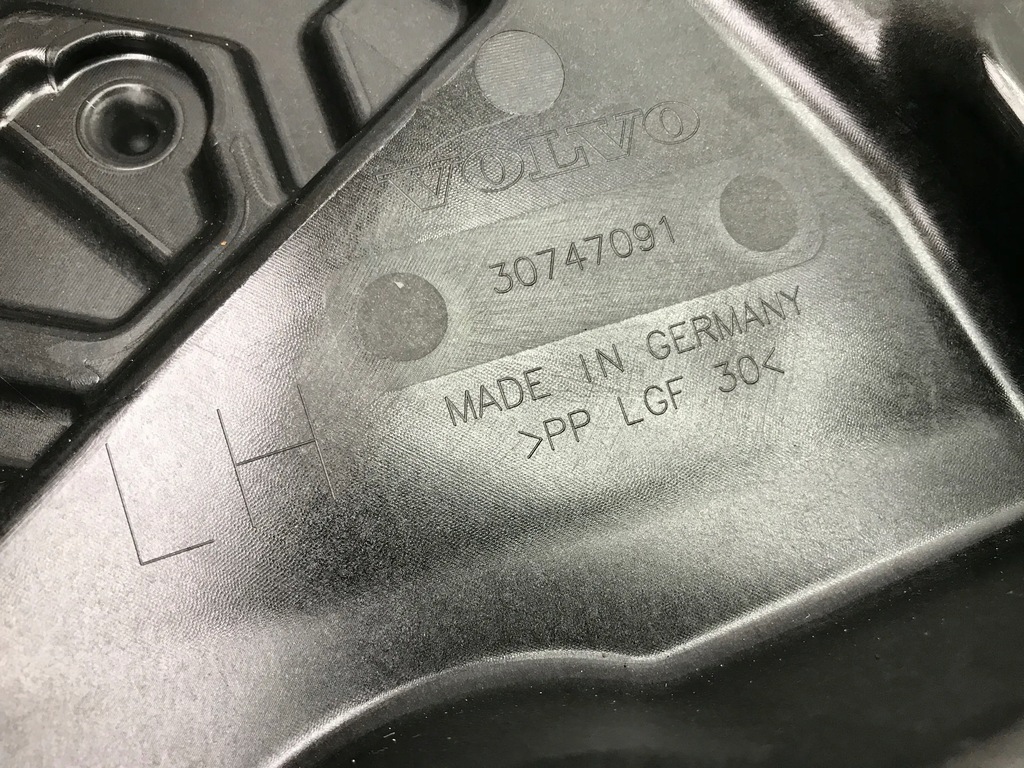 VOLVO
30747091
MADE IN GERMANY
>PP LGF 30<
LH